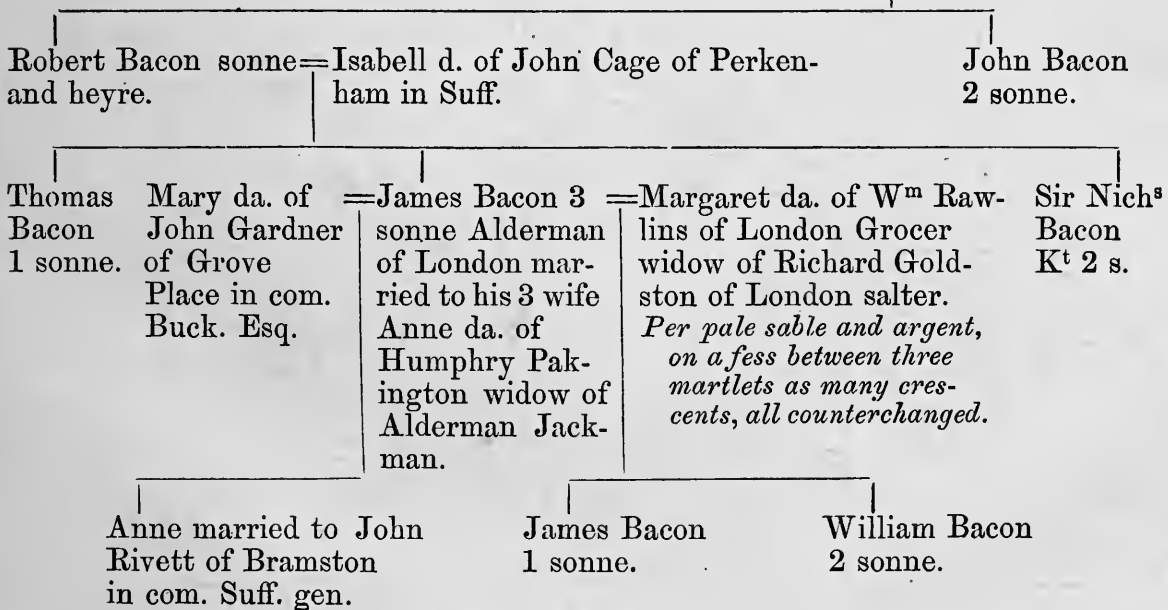 Robert Bacon sonne=Isabell d. of John Cage of Perken-
and heyre.
ham in Suff.
John Bacon
2 sonne.
Thomas
Bacon
1 sonne.
Mary da. of
John Gardner
of Grove
Place in com.
Buck. Esq.
=James Bacon 3
sonne Alderman
of London mar-
ried to his 3 wife
Anne da. of
Humphry Pak-
ington widow of
Alderman Jack-
man.
=Margaret da. of Wᵐ Raw-
lins of London Grocer
widow of Richard Gold-
ston of London salter.
Per pale sable and argent,
on a fess between three
martlets as many cres-
cents, all counterchanged.
Sir Nichˢ
Bacon
Kᵗ 2 s.
Anne married to John
Rivett of Bramston
in com. Suff. gen.
James Bacon
1 sonne.
William Bacon
2 sonne.